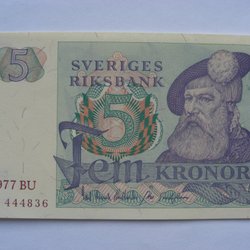 5
SVERIGES
RIKSBANK
5
Fem KRONOR
1977 BU
444836